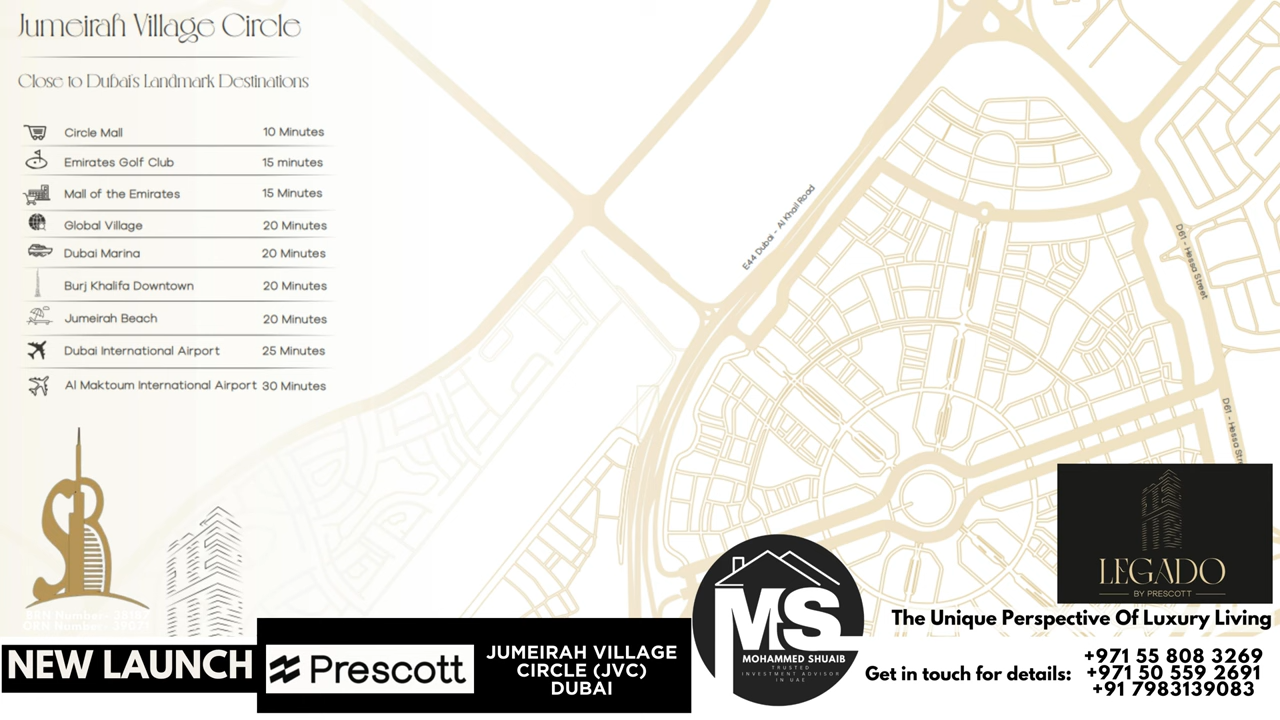 Jumeirah Village Circle
Close to Dubai's Landmark Destinations
Circle Mall 10 Minutes
Emirates Golf Club 15 minutes
Mall of the Emirates 15 Minutes
Global Village 20 Minutes
Dubai Marina 20 Minutes
Burj Khalifa Downtown 20 Minutes
Jumeirah Beach 20 Minutes
Dubai International Airport 25 Minutes
Al Maktoum International Airport 30 Minutes
E44 Dubai - Al Khail Road
D61 - Hessa Street
D61 - Hessa
LEGADO
BY PRESCOTT
The Unique Perspective Of Luxury Living
NEW LAUNCH
Prescott
JUMEIRAH VILLAGE
CIRCLE (JVC)
DUBAI
MS
MOHAMMED SHUAIB
TRUSTED
INVESTMENT ADVISOR
IN UAE
Get in touch for details:
+971 55 808 3269
+971 50 559 2691
+91 7983139083